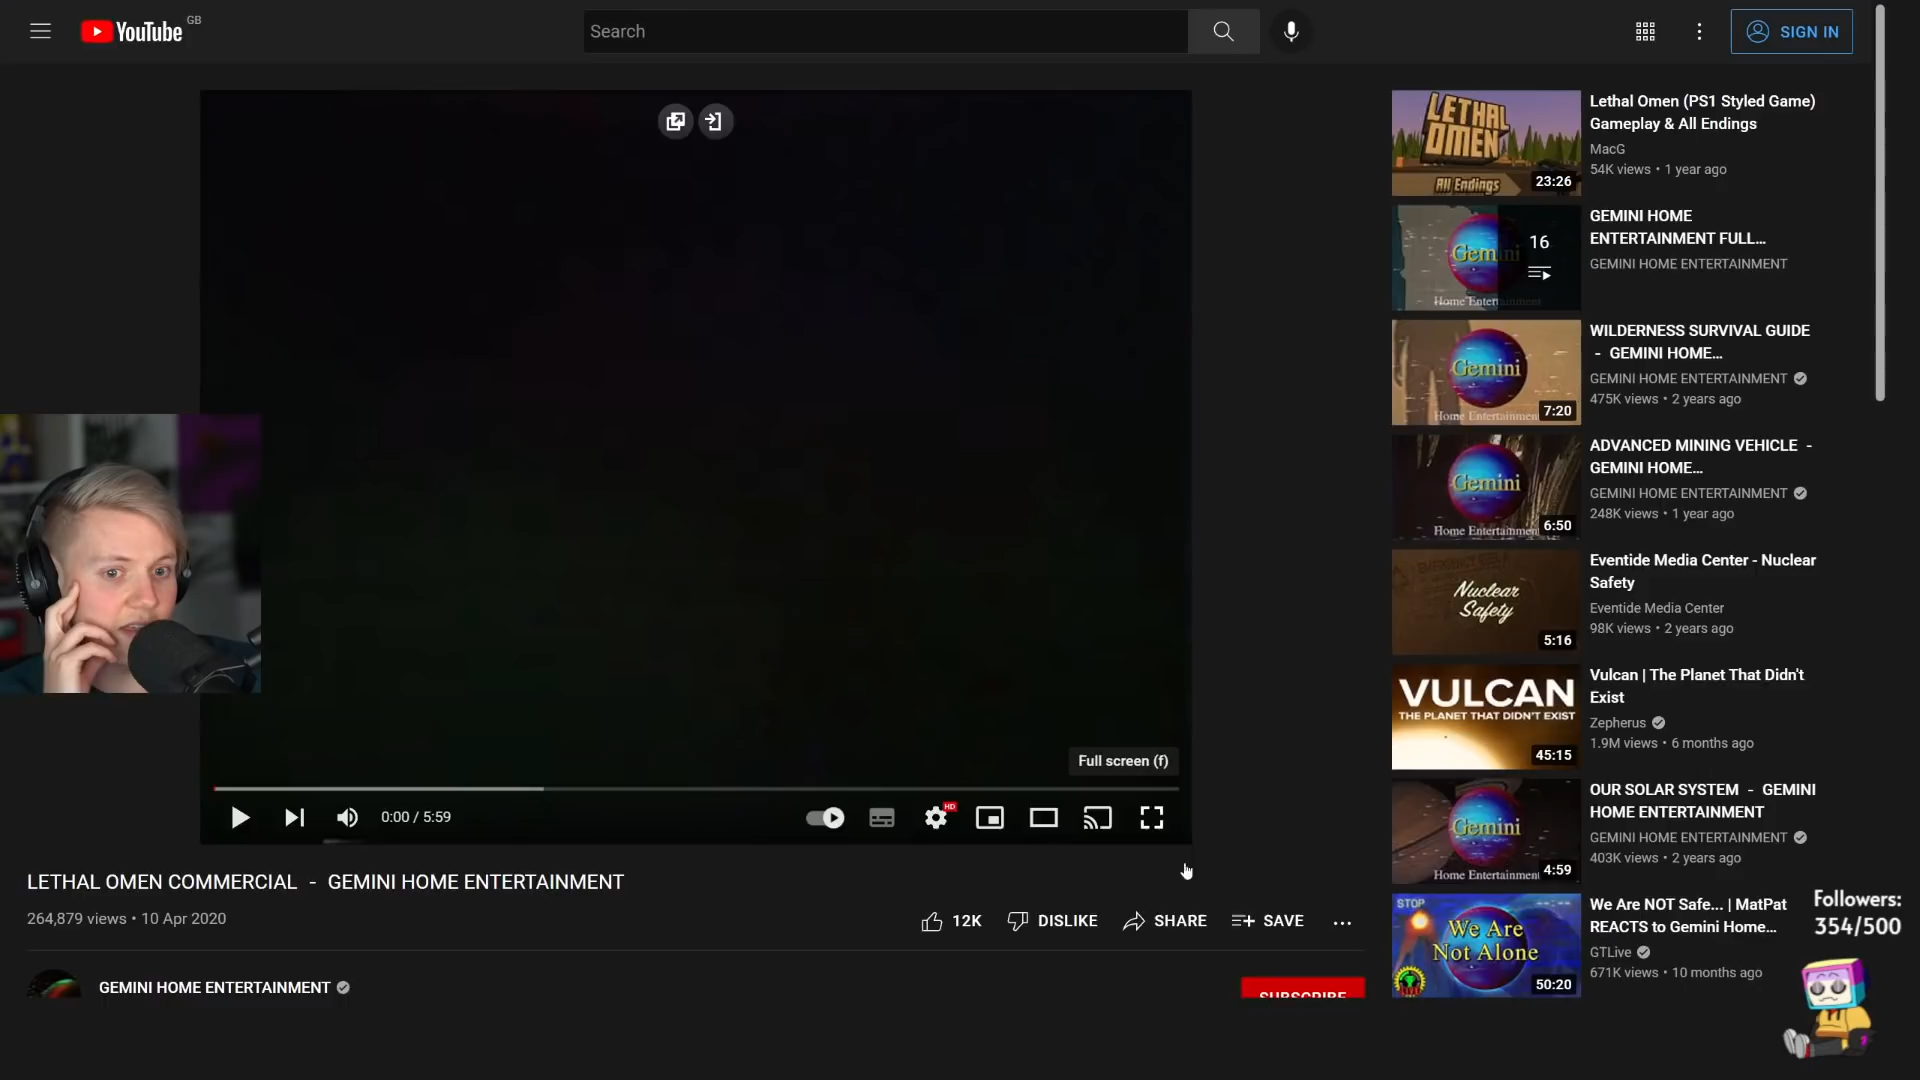 YouTube GB
Search
SIGN IN
Full screen (f)
HD
0:00 / 5:59
LETHAL OMEN COMMERCIAL - GEMINI HOME ENTERTAINMENT
264,879 views • 10 Apr 2020
12K
DISLIKE
SHARE
SAVE
GEMINI HOME ENTERTAINMENT
SUBSCRIBE
LETHAL
OMEN
All Endings
23:26
Lethal Omen (PS1 Styled Game)
Gameplay & All Endings
MacG
54K views • 1 year ago
Gemini
Home Entertainment
16
GEMINI HOME
ENTERTAINMENT FULL...
GEMINI HOME ENTERTAINMENT
Gemini
Home Entertainment
7:20
WILDERNESS SURVIVAL GUIDE
- GEMINI HOME...
GEMINI HOME ENTERTAINMENT
475K views • 2 years ago
Gemini
Home Entertainment
6:50
ADVANCED MINING VEHICLE -
GEMINI HOME...
GEMINI HOME ENTERTAINMENT
248K views • 1 year ago
Nuclear
Safety
5:16
Eventide Media Center - Nuclear
Safety
Eventide Media Center
98K views • 2 years ago
VULCAN
THE PLANET THAT DIDN'T EXIST
45:15
Vulcan | The Planet That Didn't
Exist
Zepherus
1.9M views • 6 months ago
Gemini
Home Entertainment
4:59
OUR SOLAR SYSTEM - GEMINI
HOME ENTERTAINMENT
GEMINI HOME ENTERTAINMENT
403K views • 2 years ago
STOP
We Are
Not Alone
50:20
We Are NOT Safe... | MatPat
REACTS to Gemini Home...
GTLive
671K views • 10 months ago
Followers:
354/500